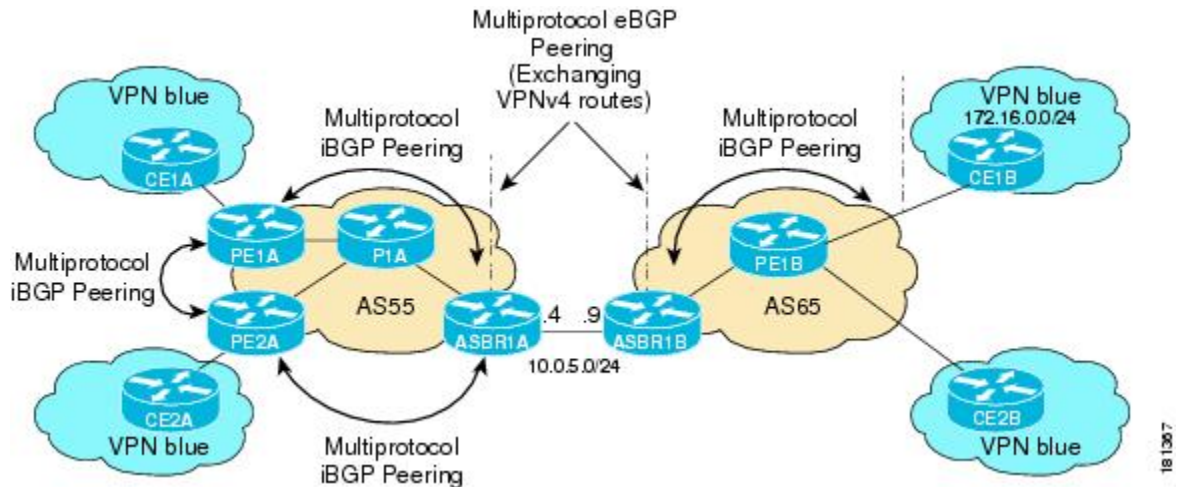 Multiprotocol eBGP
Peering
(Exchanging
VPNv4 routes)
VPN blue
CE1A
Multiprotocol
iBGP Peering
Multiprotocol
iBGP Peering
VPN blue
172.16.0.0/24
CE1B
PE1A
P1A
PE1B
Multiprotocol
iBGP Peering
AS55
AS65
PE2A
ASBR1A
.4
.9
ASBR1B
10.0.5.0/24
CE2A
VPN blue
Multiprotocol
iBGP Peering
CE2B
VPN blue
181367